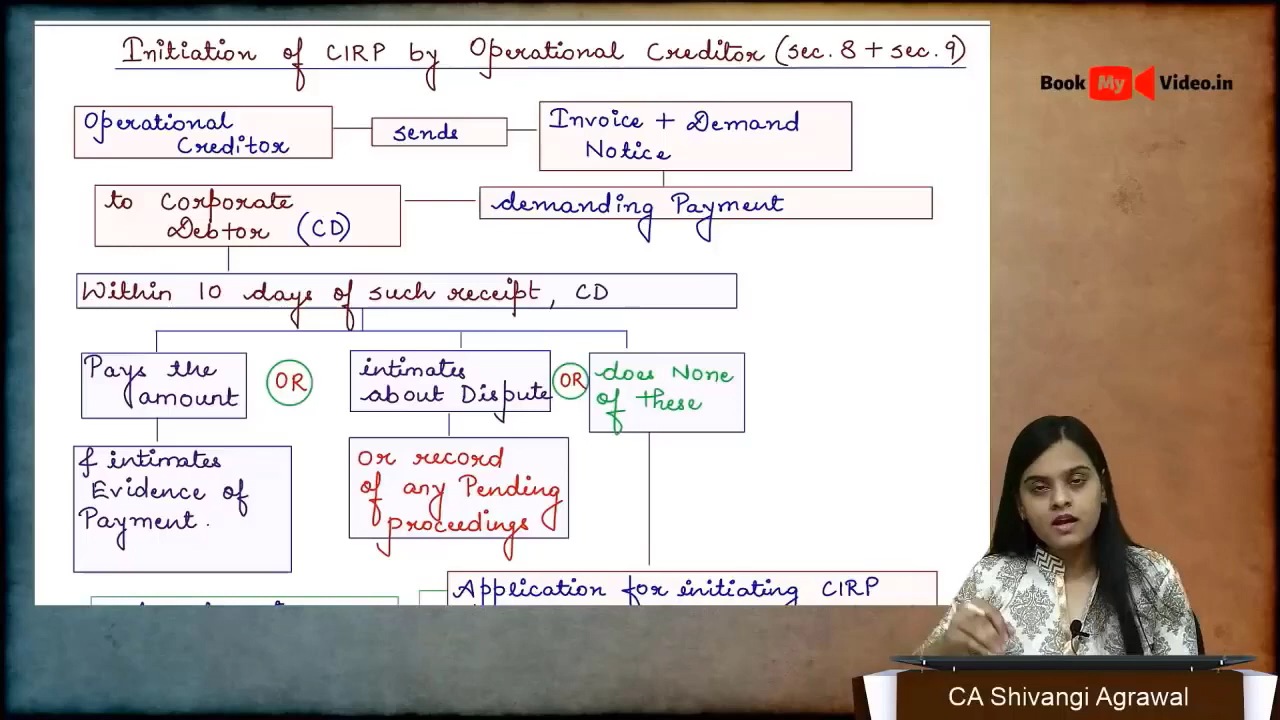 Initiation of CIRP by Operational Creditor (sec. 8 + sec. 9)
Book My Video.in
Operational
Creditor
sends
Invoice + Demand
Notice
to Corporate
Debtor (CD)
demanding Payment
Within 10 days of such receipt, CD
Pays the
amount
OR
intimates
about Dispute
OR
does None
of these
f intimates
Evidence of
Payment.
or record
of any Pending
proceedings
Application for initiating CIRP
CA Shivangi Agrawal